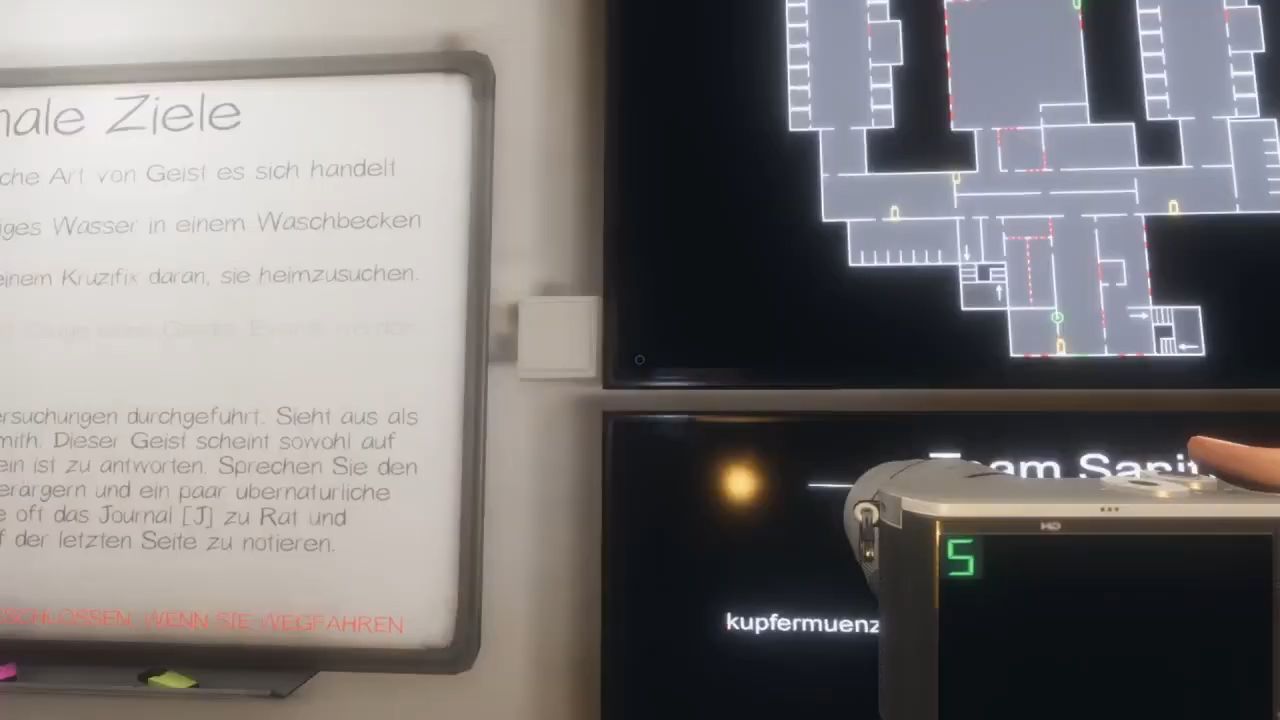 nale Ziele
che Art von Geist es sich handelt
iges Wasser in einem Waschbecken
einem Kruzifix daran, sie heimzusuchen.
ersuchungen durchgeführt. Sieht aus als
mith. Dieser Geist scheint sowohl auf
ein ist zu antworten. Sprechen Sie den
erärgern und ein paar übernatürliche
e oft das Journal [J] zu Rat und
f der letzten Seite zu notieren.
SCHLOSSEN, WENN SIE WEGFAHREN
Team Sanit
HD
5
kupfermuenz